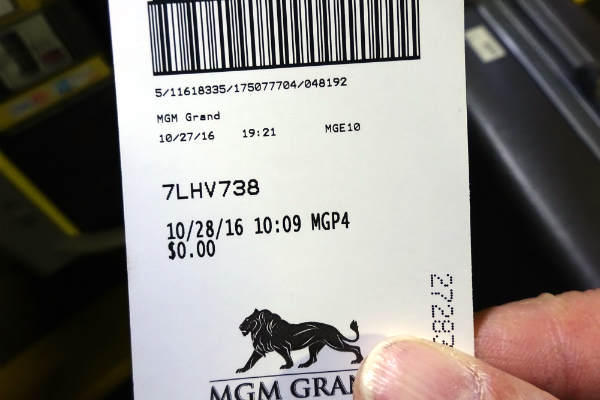 5/11618335/175077704/048192
MGM Grand
10/27/16 19:21 MGE10
7LHV738
10/28/16 10:09 MGP4
$0.00
27283
MGM